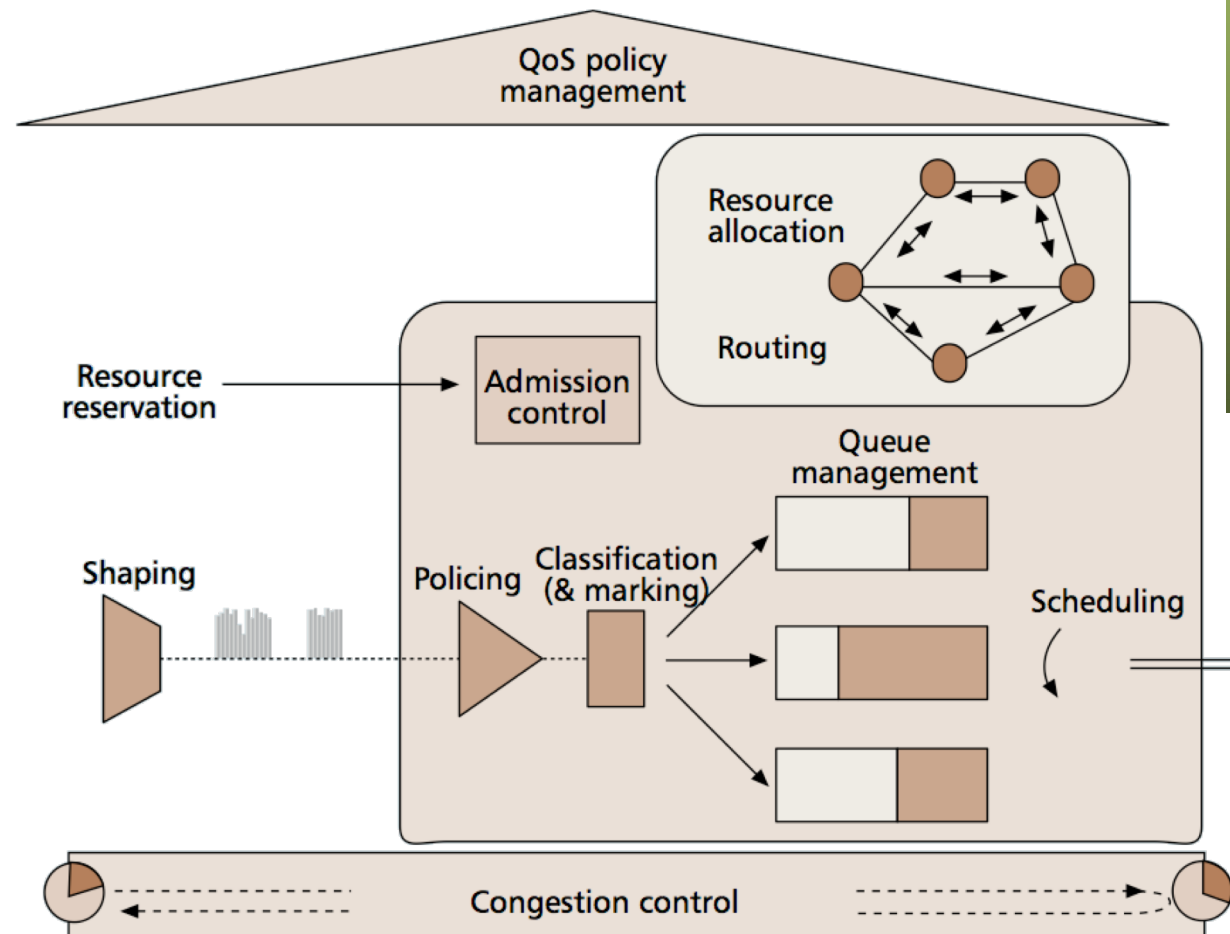 QoS policy
management
Resource
allocation
Routing
Resource
reservation
Admission
control
Queue
management
Shaping
Policing
Classification
(& marking)
Scheduling
Congestion control